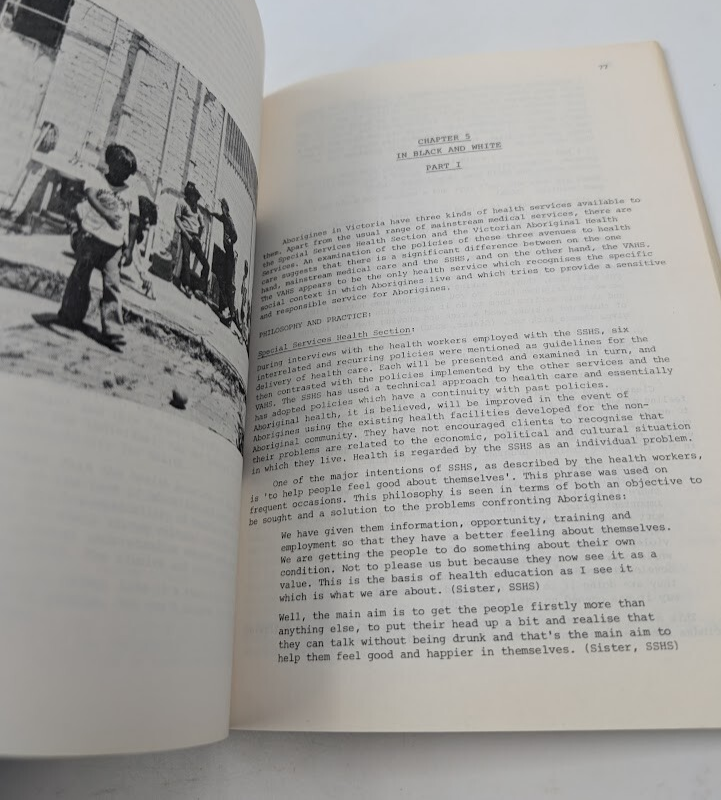 77
CHAPTER 5
IN BLACK AND WHITE
PART I
Aborigines in Victoria have three kinds of health services available to
them. Apart from the usual range of mainstream medical services, there are
the Special Services Health Section and the Victorian Aboriginal Health
Services. An examination of the policies of these three avenues to health
care suggests that there is a significant difference between on the one
hand, mainstream medical care and the SSHS, and on the other hand, the VAHS.
The VAHS appears to be the only health service which recognises the specific
social context in which Aborigines live and which tries to provide a sensitive
and responsive service for Aborigines.
PHILOSOPHY AND PRACTICE:
Special Services Health Section:
During interviews with the health workers employed with the SSHS, six
interrelated and recurring policies were mentioned as guidelines for the
delivery of health care. Each will be presented and examined in turn, and
then contrasted with the policies implemented by the other services and the
VAHS. The SSHS has used a technical approach to health care and essentially
has adopted policies which have a continuity with past policies.
Aboriginal health, it is believed, will be improved in the event of
Aborigines using the existing health facilities developed for the non-
Aboriginal community. They have not encouraged clients to recognise that
their problems are related to the economic, political and cultural situation
in which they live. Health is regarded by the SSHS as an individual problem.
One of the major intentions of SSHS, as described by the health workers,
is 'to help people feel good about themselves'. This phrase was used on
frequent occasions. This philosophy is seen in terms of both an objective to
be sought and a solution to the problems confronting Aborigines:
We have given them information, opportunity, training and
employment so that they have a better feeling about themselves.
We are getting the people to do something about their own
condition. Not to please us but because they now see it as a
value. This is the basis of health education as I see it
which is what we are about. (Sister, SSHS)
Well, the main aim is to get the people firstly more than
anything else, to put their head up a bit and realise that
they can talk without being drunk and that's the main aim to
help them feel good and happier in themselves. (Sister, SSHS)